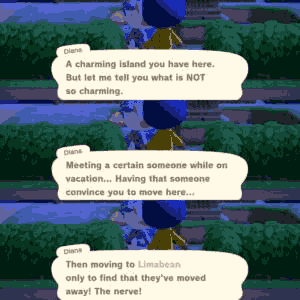 Diana
A charming island you have here.
But let me tell you what is NOT
so charming.
Diana
Meeting a certain someone while on
vacation... Having that someone
convince you to move here...
Diana
Then moving to Limabean
only to find that they've moved
away! The nerve!